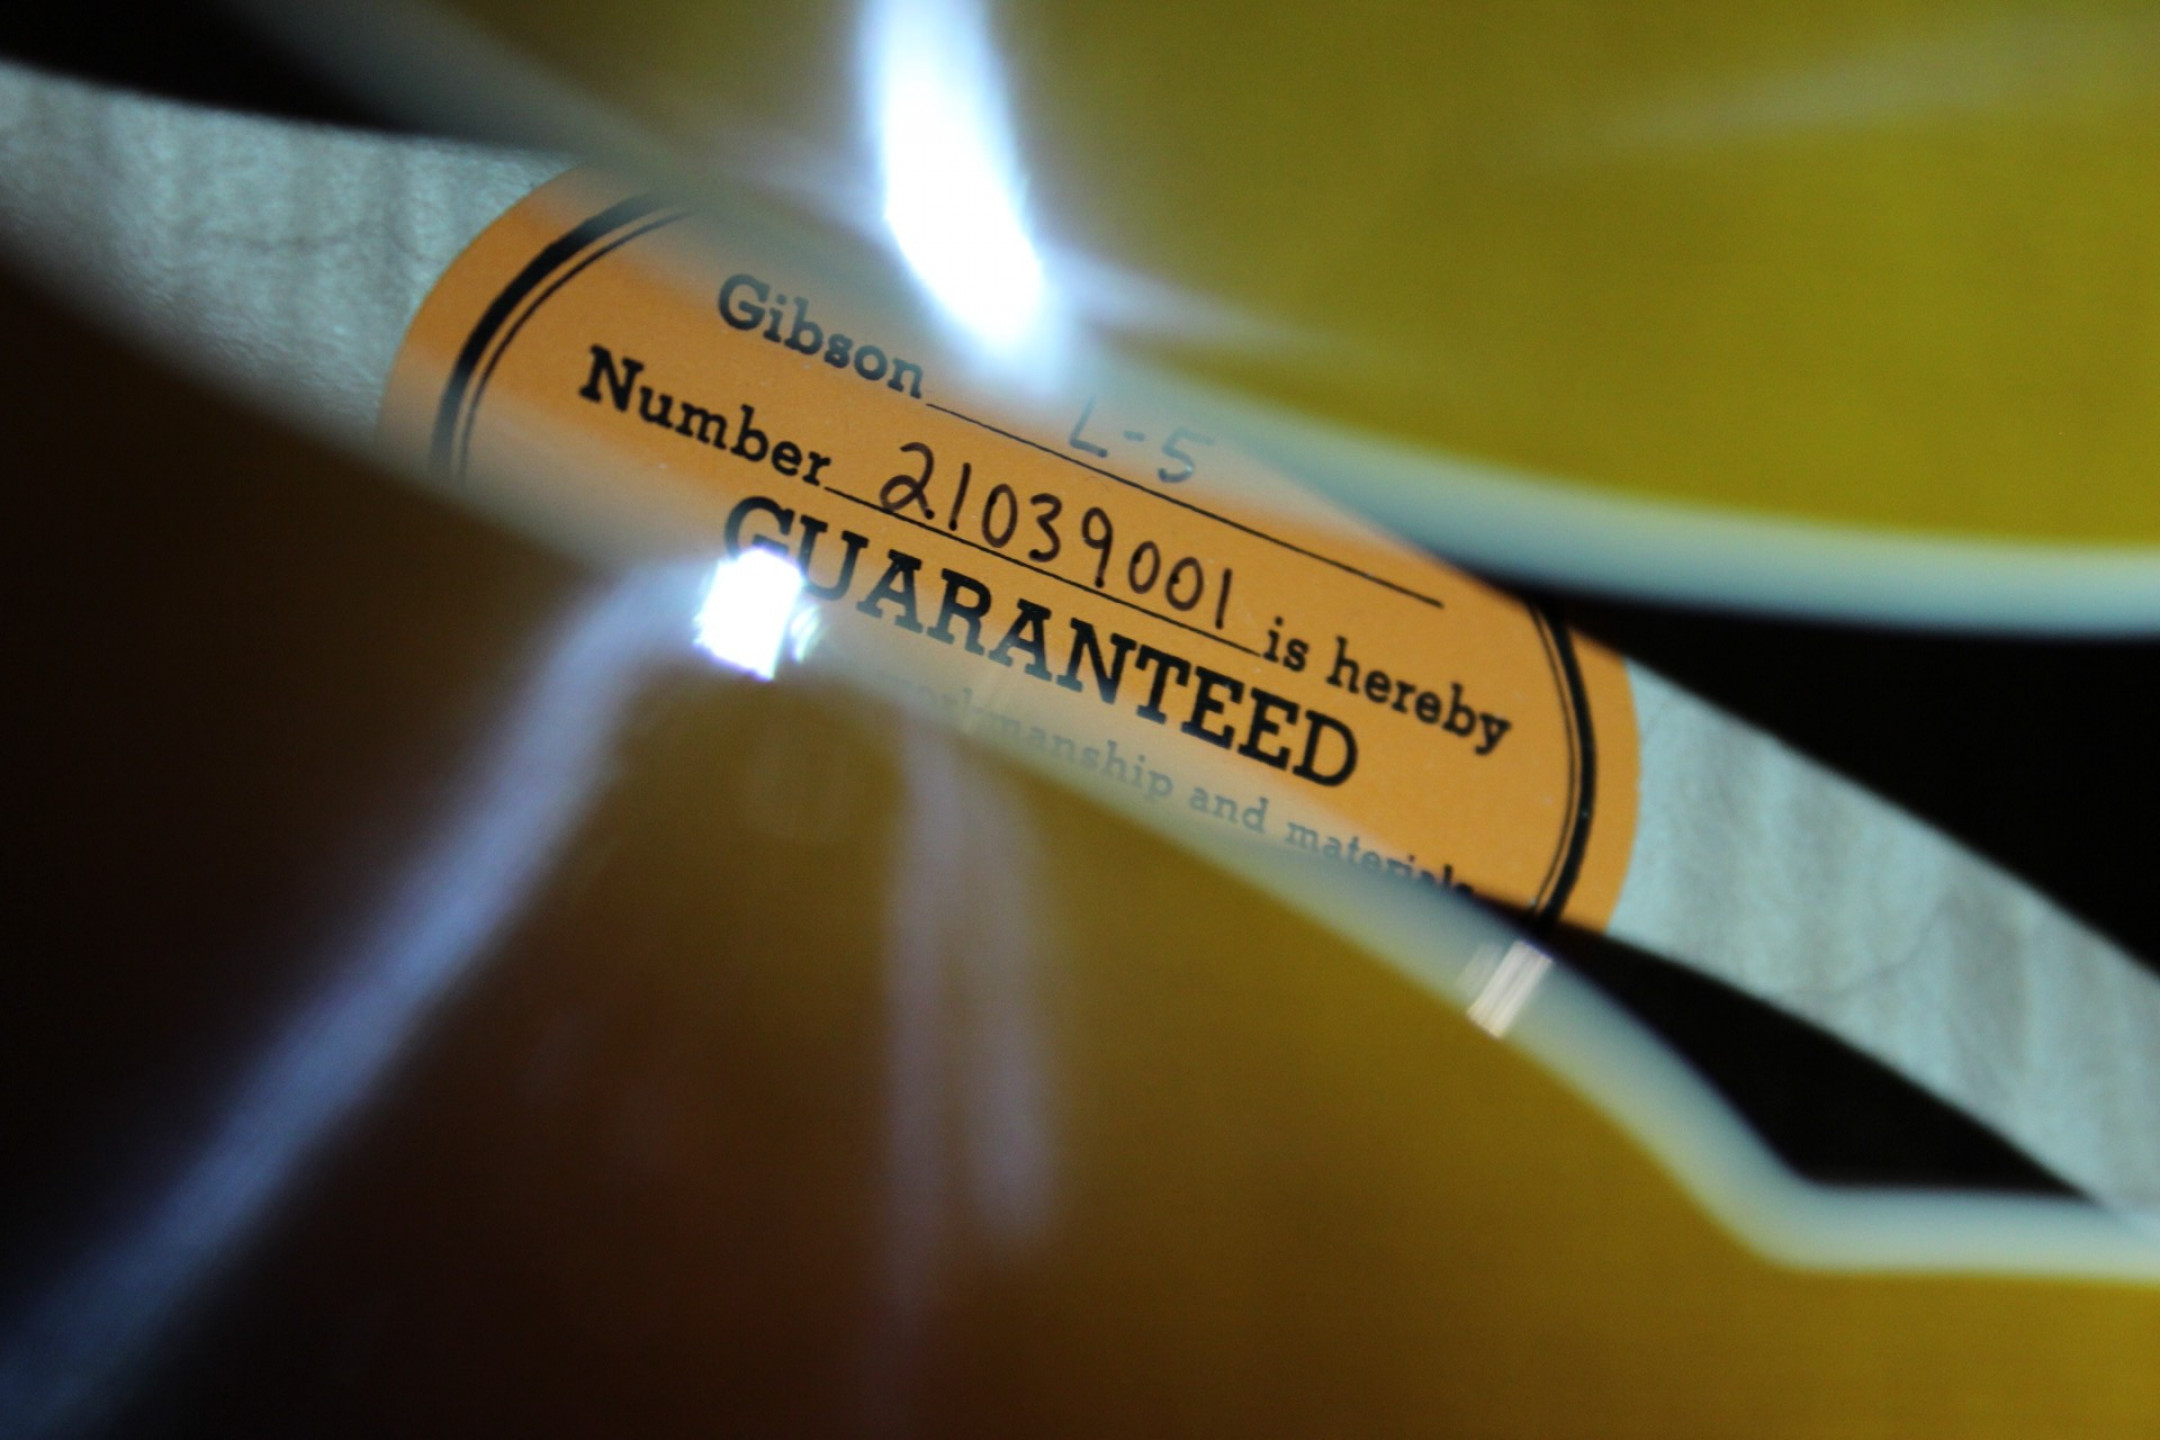 Gibson L-5
Number 21039001 is hereby
GUARANTEED
workmanship and materials